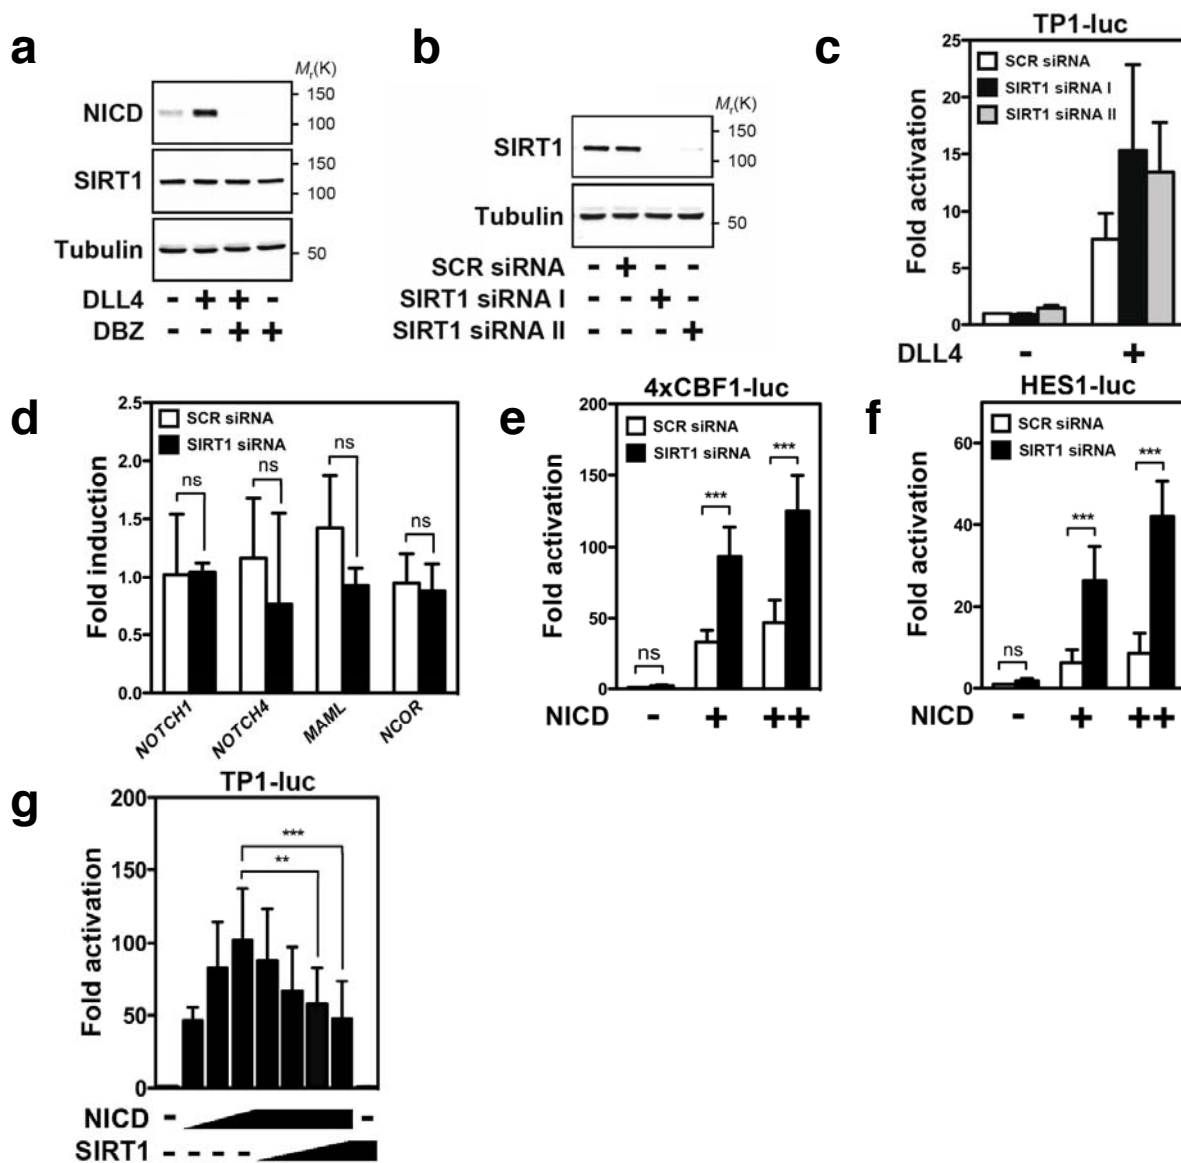 a
Mr(K)
NICD
150
100
SIRT1
150
100
Tubulin
50
DLL4 - + + -
DBZ - - + +
b
Mr(K)
SIRT1
150
100
Tubulin
50
SCR siRNA - + - -
SIRT1 siRNA I - - + -
SIRT1 siRNA II - - - +
c
TP1-luc
Fold activation
25
20
15
10
5
0
SCR siRNA
SIRT1 siRNA I
SIRT1 siRNA II
DLL4 - +
d
Fold induction
2.5
2.0
1.5
1.0
0.5
0.0
SCR siRNA
SIRT1 siRNA
ns ns ns ns
NOTCH1 NOTCH4 MAML NCOR
e
4xCBF1-luc
Fold activation
200
150
100
50
0
SCR siRNA
SIRT1 siRNA
ns *** ***
NICD - + ++
f
HES1-luc
Fold activation
60
40
20
0
SCR siRNA
SIRT1 siRNA
ns *** ***
NICD - + ++
g
TP1-luc
Fold activation
200
150
100
50
0
***
**
NICD - -
SIRT1 - - - -